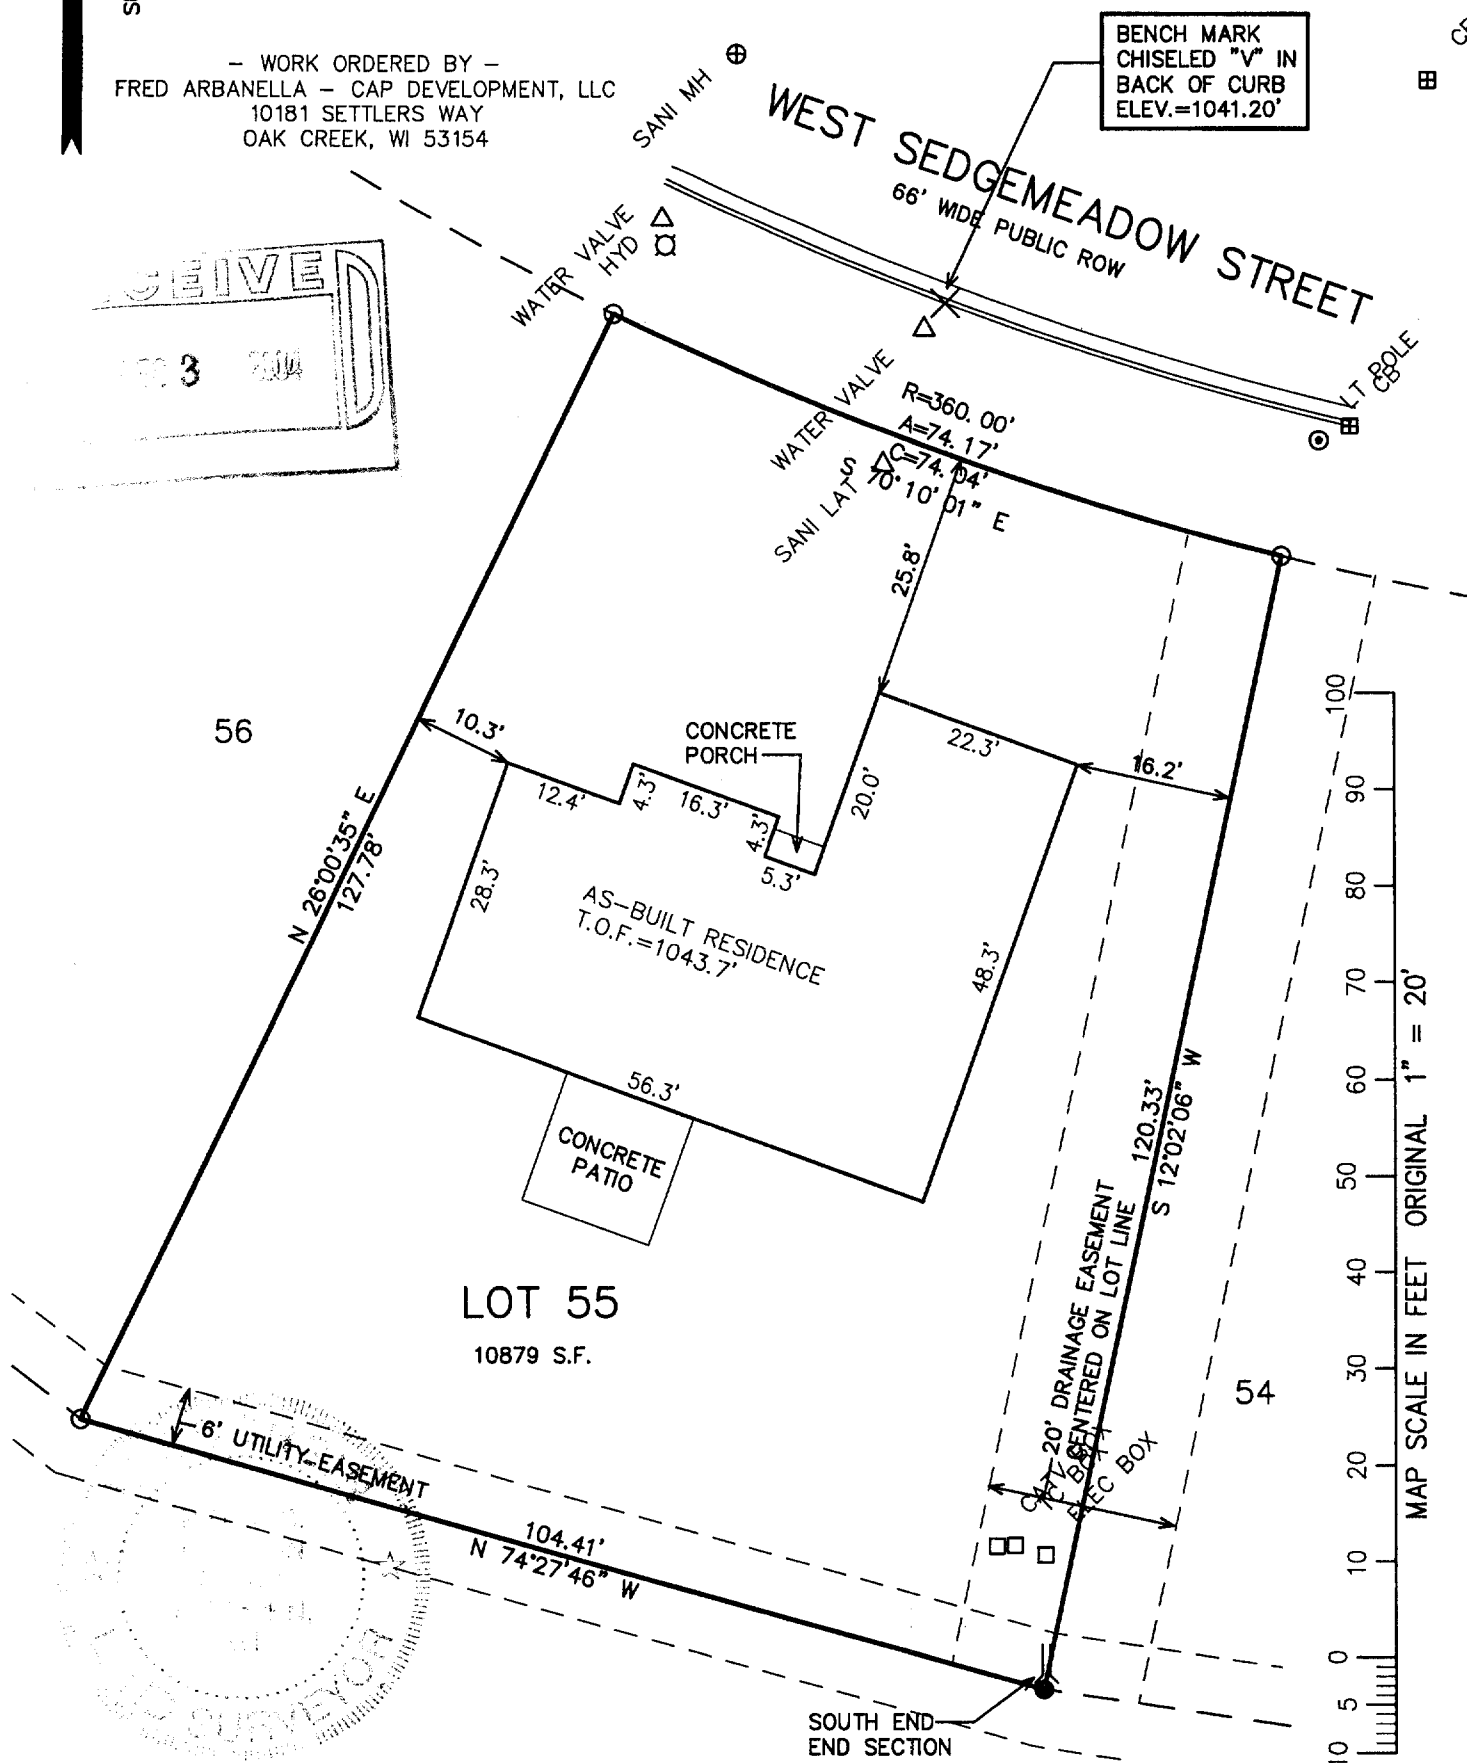 - WORK ORDERED BY -
FRED ARBANELLA - CAP DEVELOPMENT, LLC
10181 SETTLERS WAY
OAK CREEK, WI 53154
BENCH MARK
CHISELED "V" IN
BACK OF CURB
ELEV.=1041.20'
SANI MH
WEST SEDGEMEADOW STREET
66' WIDE PUBLIC ROW
WATER VALVE
HYD
CEIVE D
3 2004
LT POLE
CB
WATER VALVE
SANI LAT
R=360.00'
A=74.17'
C=74.04'
S 70°10'01" E
25.8'
56
10.3'
CONCRETE
PORCH
22.3'
16.2'
12.4'
4.3'
16.3'
4.3'
20.0'
5.3'
N 26°00'35" E
127.78'
28.3'
AS-BUILT RESIDENCE
T.O.F.=1043.7'
48.3'
56.3'
CONCRETE
PATIO
120.33'
S 12°02'06" W
20' DRAINAGE EASEMENT
CENTERED ON LOT LINE
LOT 55
10879 S.F.
54
6' UTILITY EASEMENT
CATV BOX
ELEC BOX
104.41'
N 74°27'46" W
SURVEYOR
SOUTH END
END SECTION
100
90
80
70
60
50
40
30
20
10
0
5
10
MAP SCALE IN FEET ORIGINAL 1" = 20'